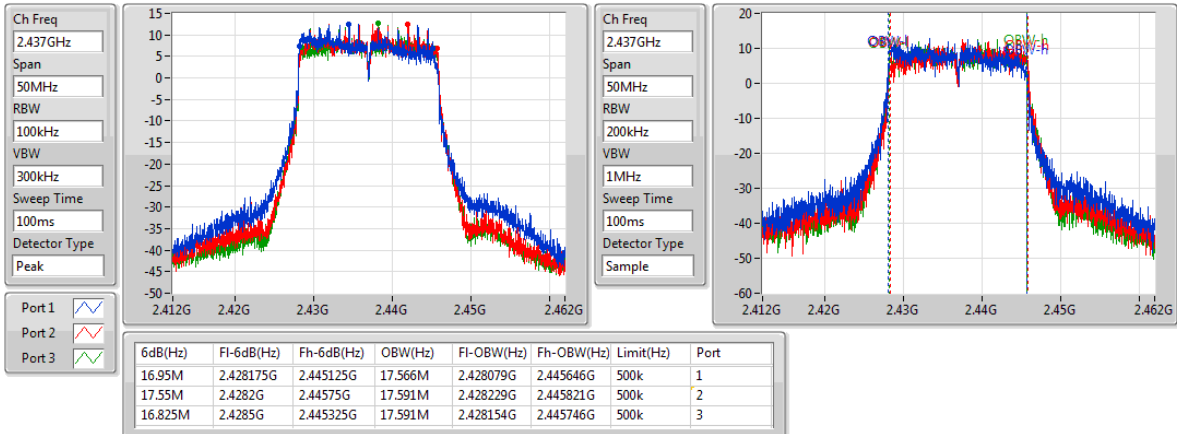 Ch Freq
2.437GHz
Span
50MHz
RBW
100kHz
VBW
300kHz
Sweep Time
100ms
Detector Type
Peak
15
10
5
0
-5
-10
-15
-20
-25
-30
-35
-40
-45
-50
2.412G 2.42G 2.43G 2.44G 2.45G 2.462G
Ch Freq
2.437GHz
Span
50MHz
RBW
200kHz
VBW
1MHz
Sweep Time
100ms
Detector Type
Sample
20
10
0
-10
-20
-30
-40
-50
-60
OBW-l OBW-h
OBW-h
2.412G 2.42G 2.43G 2.44G 2.45G 2.462G
Port 1
Port 2
Port 3
6dB(Hz) Fl-6dB(Hz) Fh-6dB(Hz) OBW(Hz) Fl-OBW(Hz) Fh-OBW(Hz) Limit(Hz) Port
16.95M 2.428175G 2.445125G 17.566M 2.428079G 2.445646G 500k 1
17.55M 2.4282G 2.44575G 17.591M 2.428229G 2.445821G 500k 2
16.825M 2.4285G 2.445325G 17.591M 2.428154G 2.445746G 500k 3